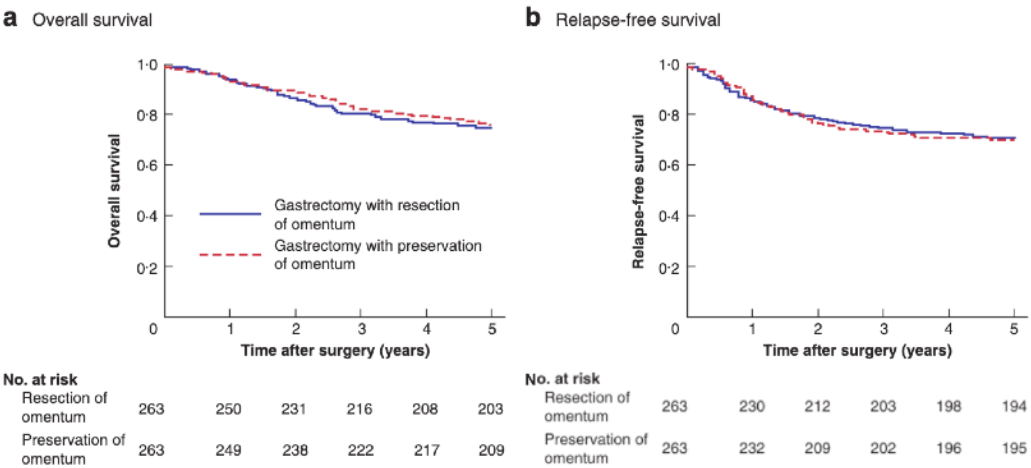 a Overall survival
1·0
0·8
0·6
0·4
0·2
0
1
2
3
4
5
Overall survival
Time after surgery (years)
Gastrectomy with resection
of omentum
Gastrectomy with preservation
of omentum
No. at risk
Resection of
omentum
263 250 231 216 208 203
Preservation of
omentum
263 249 238 222 217 209
b Relapse-free survival
1·0
0·8
0·6
0·4
0·2
0
1
2
3
4
5
Relapse-free survival
Time after surgery (years)
No. at risk
Resection of
omentum
263 230 212 203 198 194
Preservation of
omentum
263 232 209 202 196 195